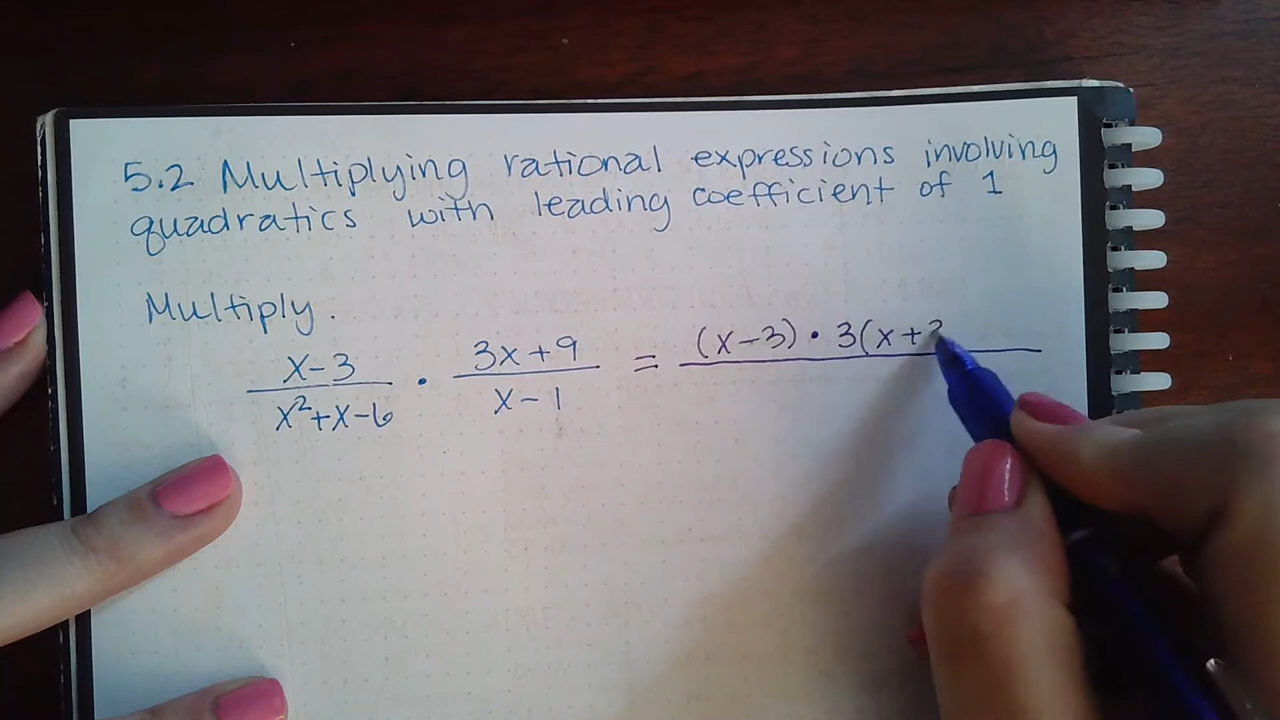 5.2 Multiplying rational expressions involving
quadratics with leading coefficient of 1
Multiply.
x-3 / x²+x-6 · 3x+9 / x-1 = (x-3) · 3(x+